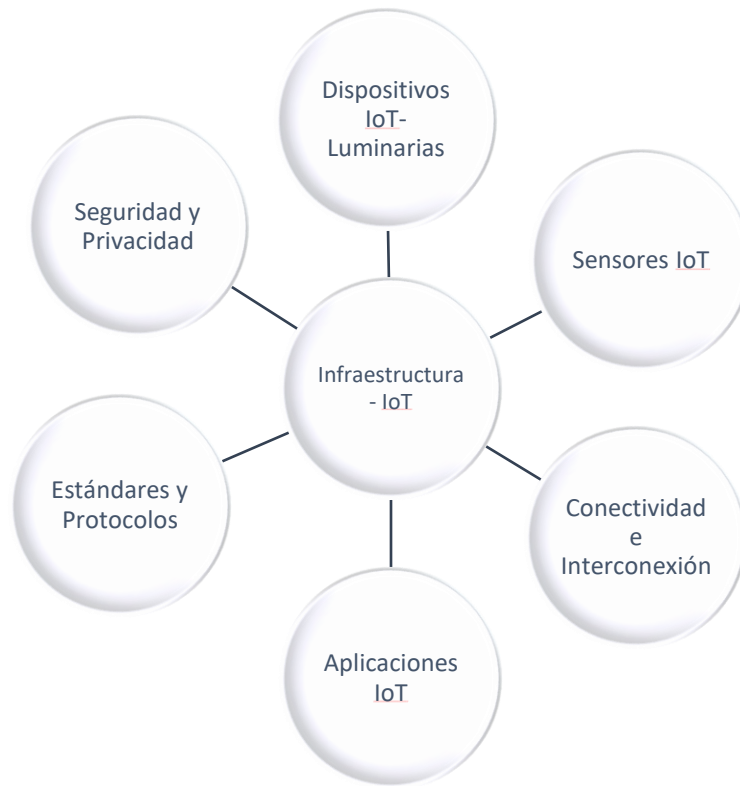 Dispositivos
IoT-
Luminarias
Seguridad y
Privacidad
Sensores IoT
Infraestructura
- IoT
Estándares y
Protocolos
Conectividad
e
Interconexión
Aplicaciones
IoT